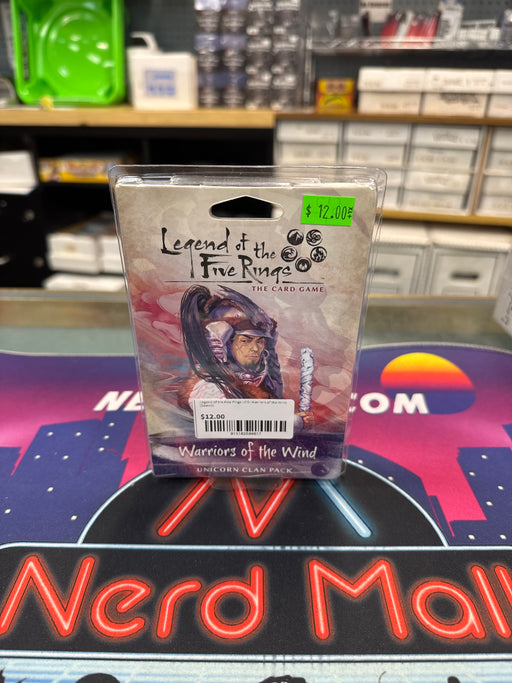 $ 12.00
Legend of the
Five Rings
THE CARD GAME
$12.00
Warriors of the Wind
UNICORN CLAN PACK
NE
.COM
Nerd Mall